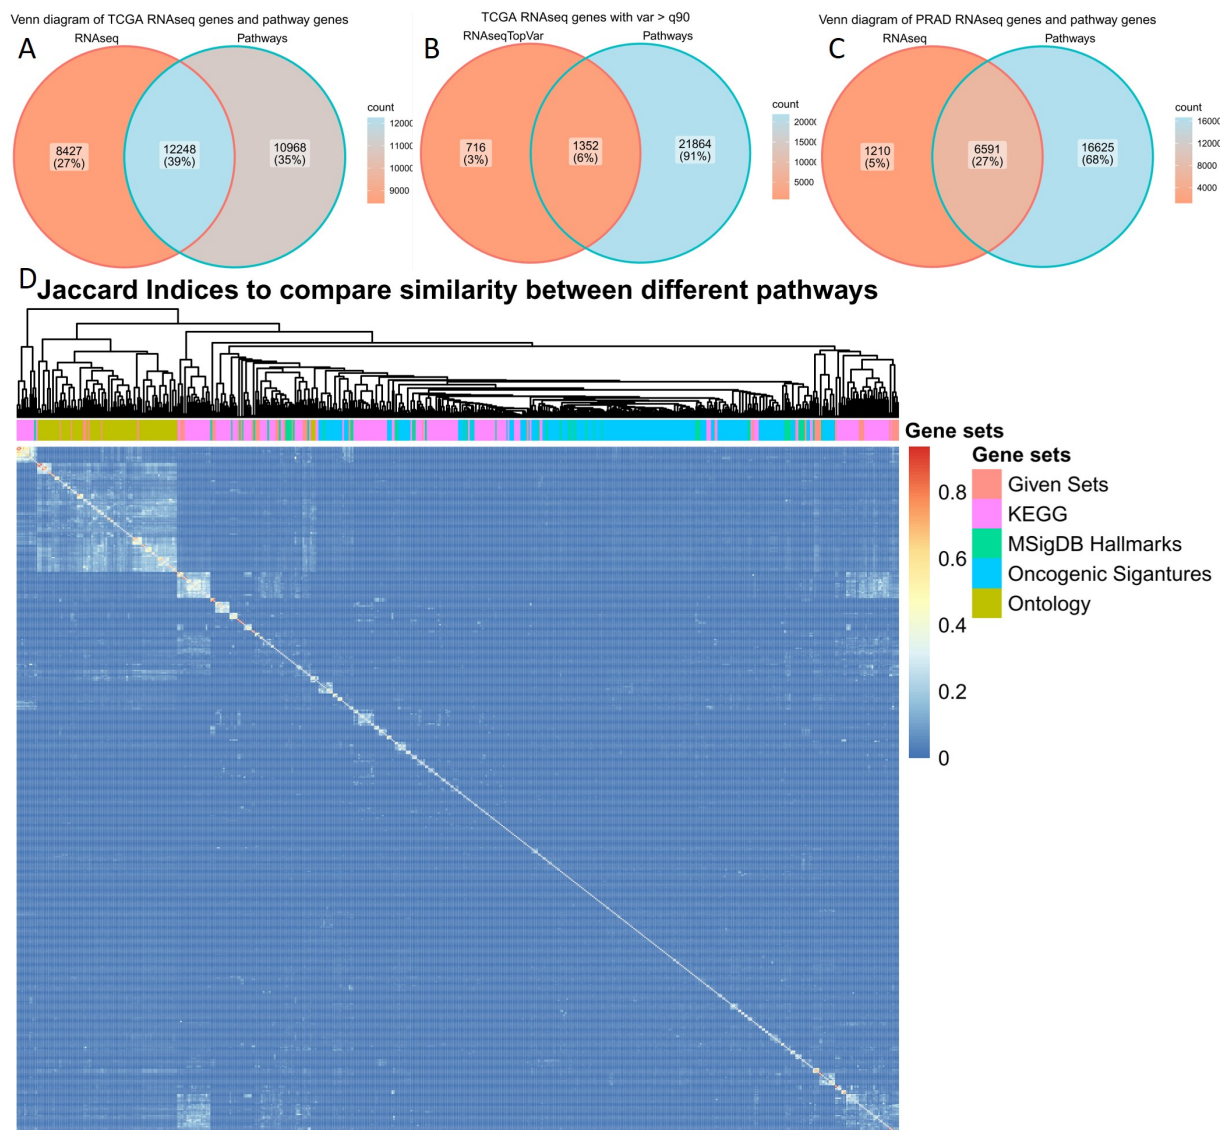 Venn diagram of TCGA RNAseq genes and pathway genes
A
RNAseq
Pathways
8427
(27%)
12248
(39%)
10968
(35%)
count
12000
11000
10000
9000
TCGA RNAseq genes with var > q90
B
RNAseqTopVar
Pathways
716
(3%)
1352
(6%)
21864
(91%)
count
20000
15000
10000
5000
Venn diagram of PRAD RNAseq genes and pathway genes
C
RNAseq
Pathways
1210
(5%)
6591
(27%)
16625
(68%)
count
16000
12000
8000
4000
D
Jaccard Indices to compare similarity between different pathways
Gene sets
0.8
0.6
0.4
0.2
0
Gene sets
Given Sets
KEGG
MSigDB Hallmarks
Oncogenic Sigantures
Ontology